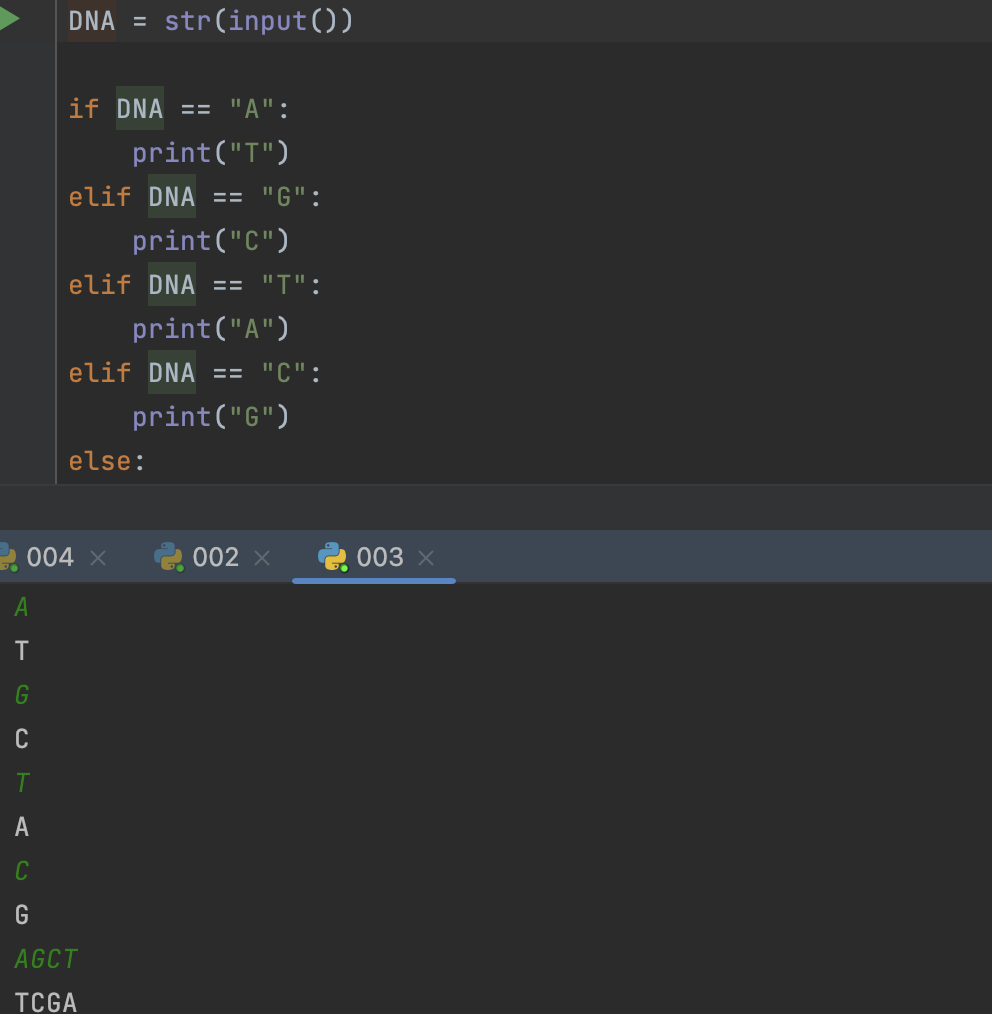 DNA = str(input())
if DNA == "A":
    print("T")
elif DNA == "G":
    print("C")
elif DNA == "T":
    print("A")
elif DNA == "C":
    print("G")
else:
004 × 002 × 003 ×
A
T
G
C
T
A
C
G
AGCT
TCGA